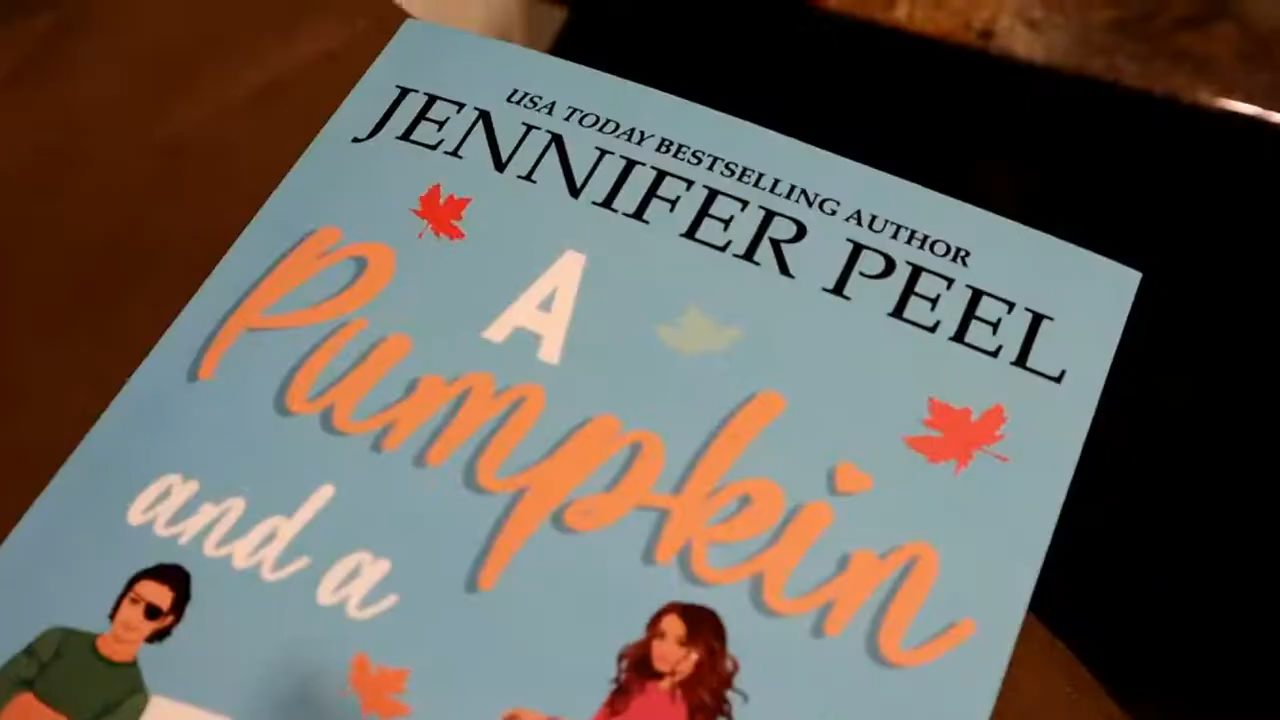 USA TODAY BESTSELLING AUTHOR
JENNIFER PEEL
A
Pumpkin
and a